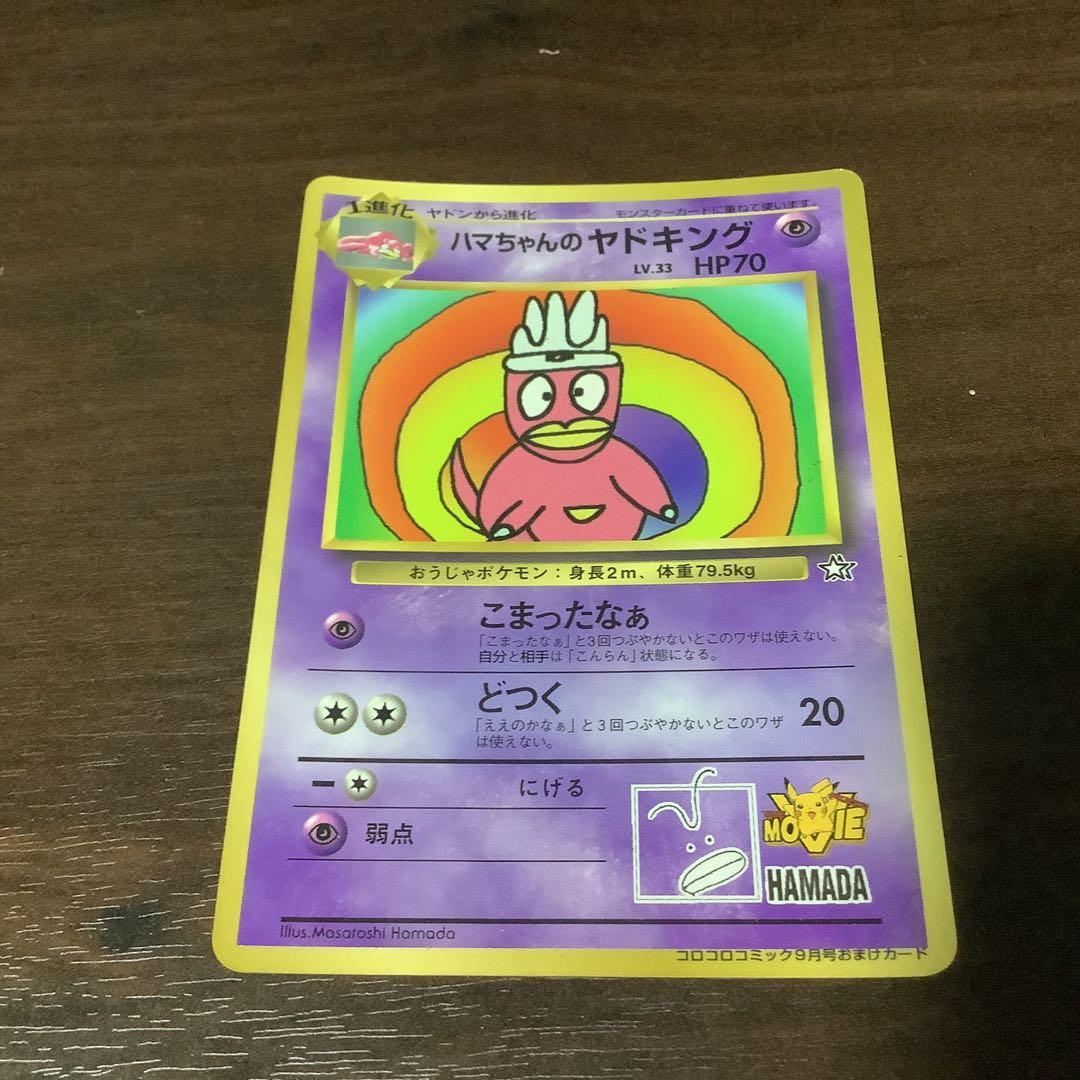 1進化 ヤドンから進化 モンスターカードに重ねて使います。
ハマちゃんのヤドキング
LV.33 HP70
おうじゃポケモン：身長2m、体重79.5kg
こまったなぁ
「こまったなぁ」と3回つぶやかないとこのワザは使えない。
自分と相手は「こんらん」状態になる。
どつく 20
「ええのかなぁ」と3回つぶやかないとこのワザ
は使えない。
− にげる
弱点
MOVIE
HAMADA
Illus.Masatoshi Hamada
コロコロコミック9月号おまけカード